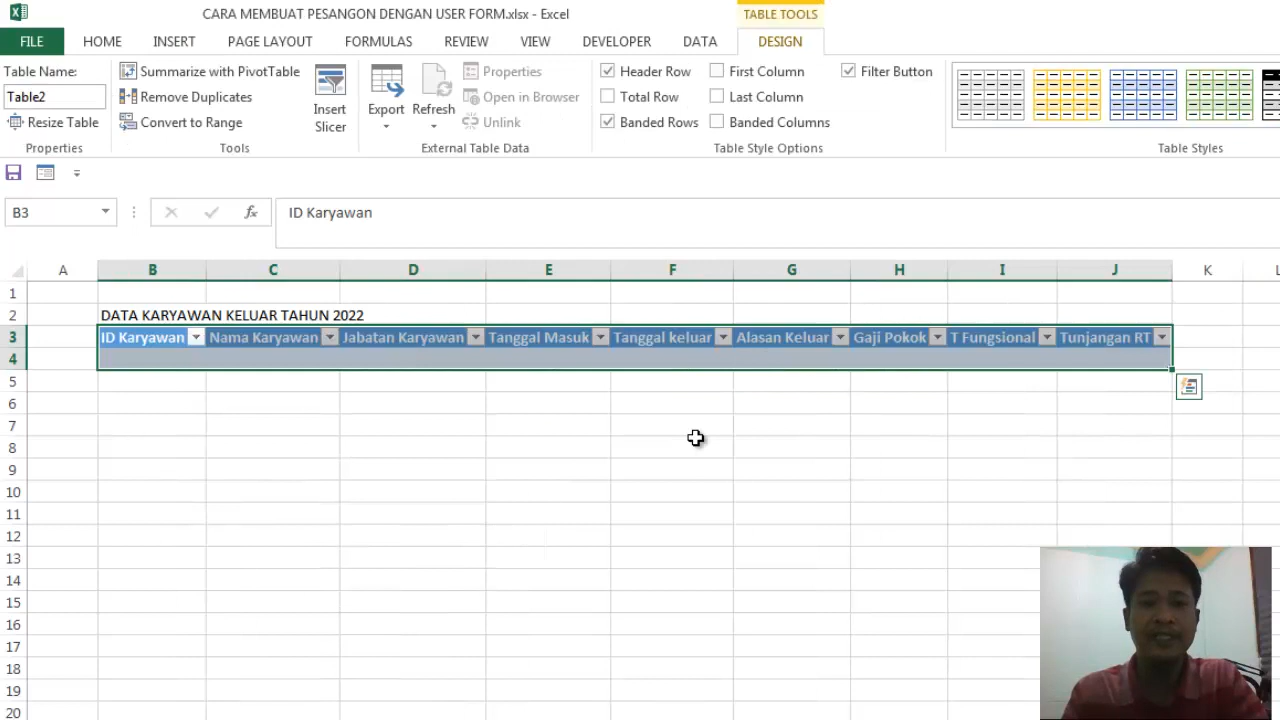 CARA MEMBUAT PESANGON DENGAN USER FORM.xlsx - Excel
TABLE TOOLS
FILE HOME INSERT PAGE LAYOUT FORMULAS REVIEW VIEW DEVELOPER DATA DESIGN
Table Name:
Table2
Resize Table
Properties
Summarize with PivotTable
Remove Duplicates
Convert to Range
Insert
Slicer
Tools
Export
Refresh
Properties
Open in Browser
Unlink
External Table Data
Header Row
Total Row
Banded Rows
First Column
Last Column
Banded Columns
Filter Button
Table Style Options
Table Styles
B3
fx
ID Karyawan
A B C D E F G H I J K L
1
2 DATA KARYAWAN KELUAR TAHUN 2022
3 ID Karyawan Nama Karyawan Jabatan Karyawan Tanggal Masuk Tanggal keluar Alasan Keluar Gaji Pokok T Fungsional Tunjangan RT
4
5
6
7
8
9
10
11
12
13
14
15
16
17
18
19
20